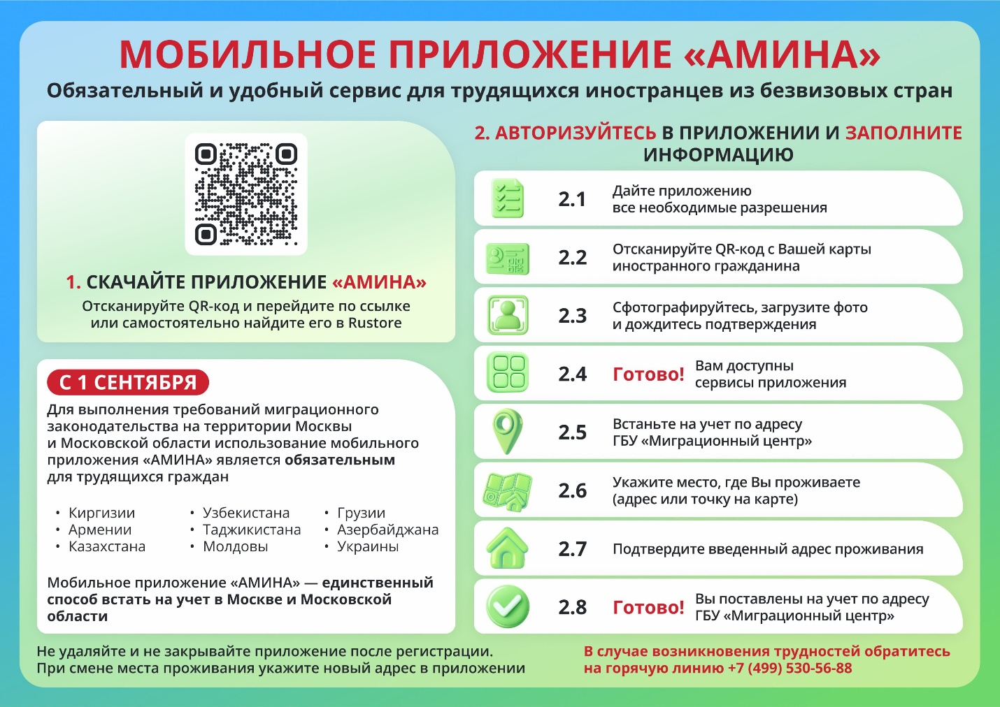 МОБИЛЬНОЕ ПРИЛОЖЕНИЕ «АМИНА»
Обязательный и удобный сервис для трудящихся иностранцев из безвизовых стран
1. СКАЧАЙТЕ ПРИЛОЖЕНИЕ «АМИНА»
Отсканируйте QR-код и перейдите по ссылке
или самостоятельно найдите его в Rustore
С 1 СЕНТЯБРЯ
Для выполнения требований миграционного
законодательства на территории Москвы
и Московской области использование мобильного
приложения «АМИНА» является обязательным
для трудящихся граждан
• Киргизии
• Армении
• Казахстана
• Узбекистана
• Таджикистана
• Молдовы
• Грузии
• Азербайджана
• Украины
Мобильное приложение «АМИНА» — единственный
способ встать на учет в Москве и Московской
области
2. АВТОРИЗУЙТЕСЬ В ПРИЛОЖЕНИИ И ЗАПОЛНИТЕ
ИНФОРМАЦИЮ
2.1 Дайте приложению
все необходимые разрешения
2.2 Отсканируйте QR-код с Вашей карты
иностранного гражданина
2.3 Сфотографируйтесь, загрузите фото
и дождитесь подтверждения
2.4 Готово! Вам доступны
сервисы приложения
2.5 Встаньте на учет по адресу
ГБУ «Миграционный центр»
2.6 Укажите место, где Вы проживаете
(адрес или точку на карте)
2.7 Подтвердите введенный адрес проживания
2.8 Готово! Вы поставлены на учет по адресу
ГБУ «Миграционный центр»
Не удаляйте и не закрывайте приложение после регистрации.
При смене места проживания укажите новый адрес в приложении
В случае возникновения трудностей обратитесь
на горячую линию +7 (499) 530-56-88